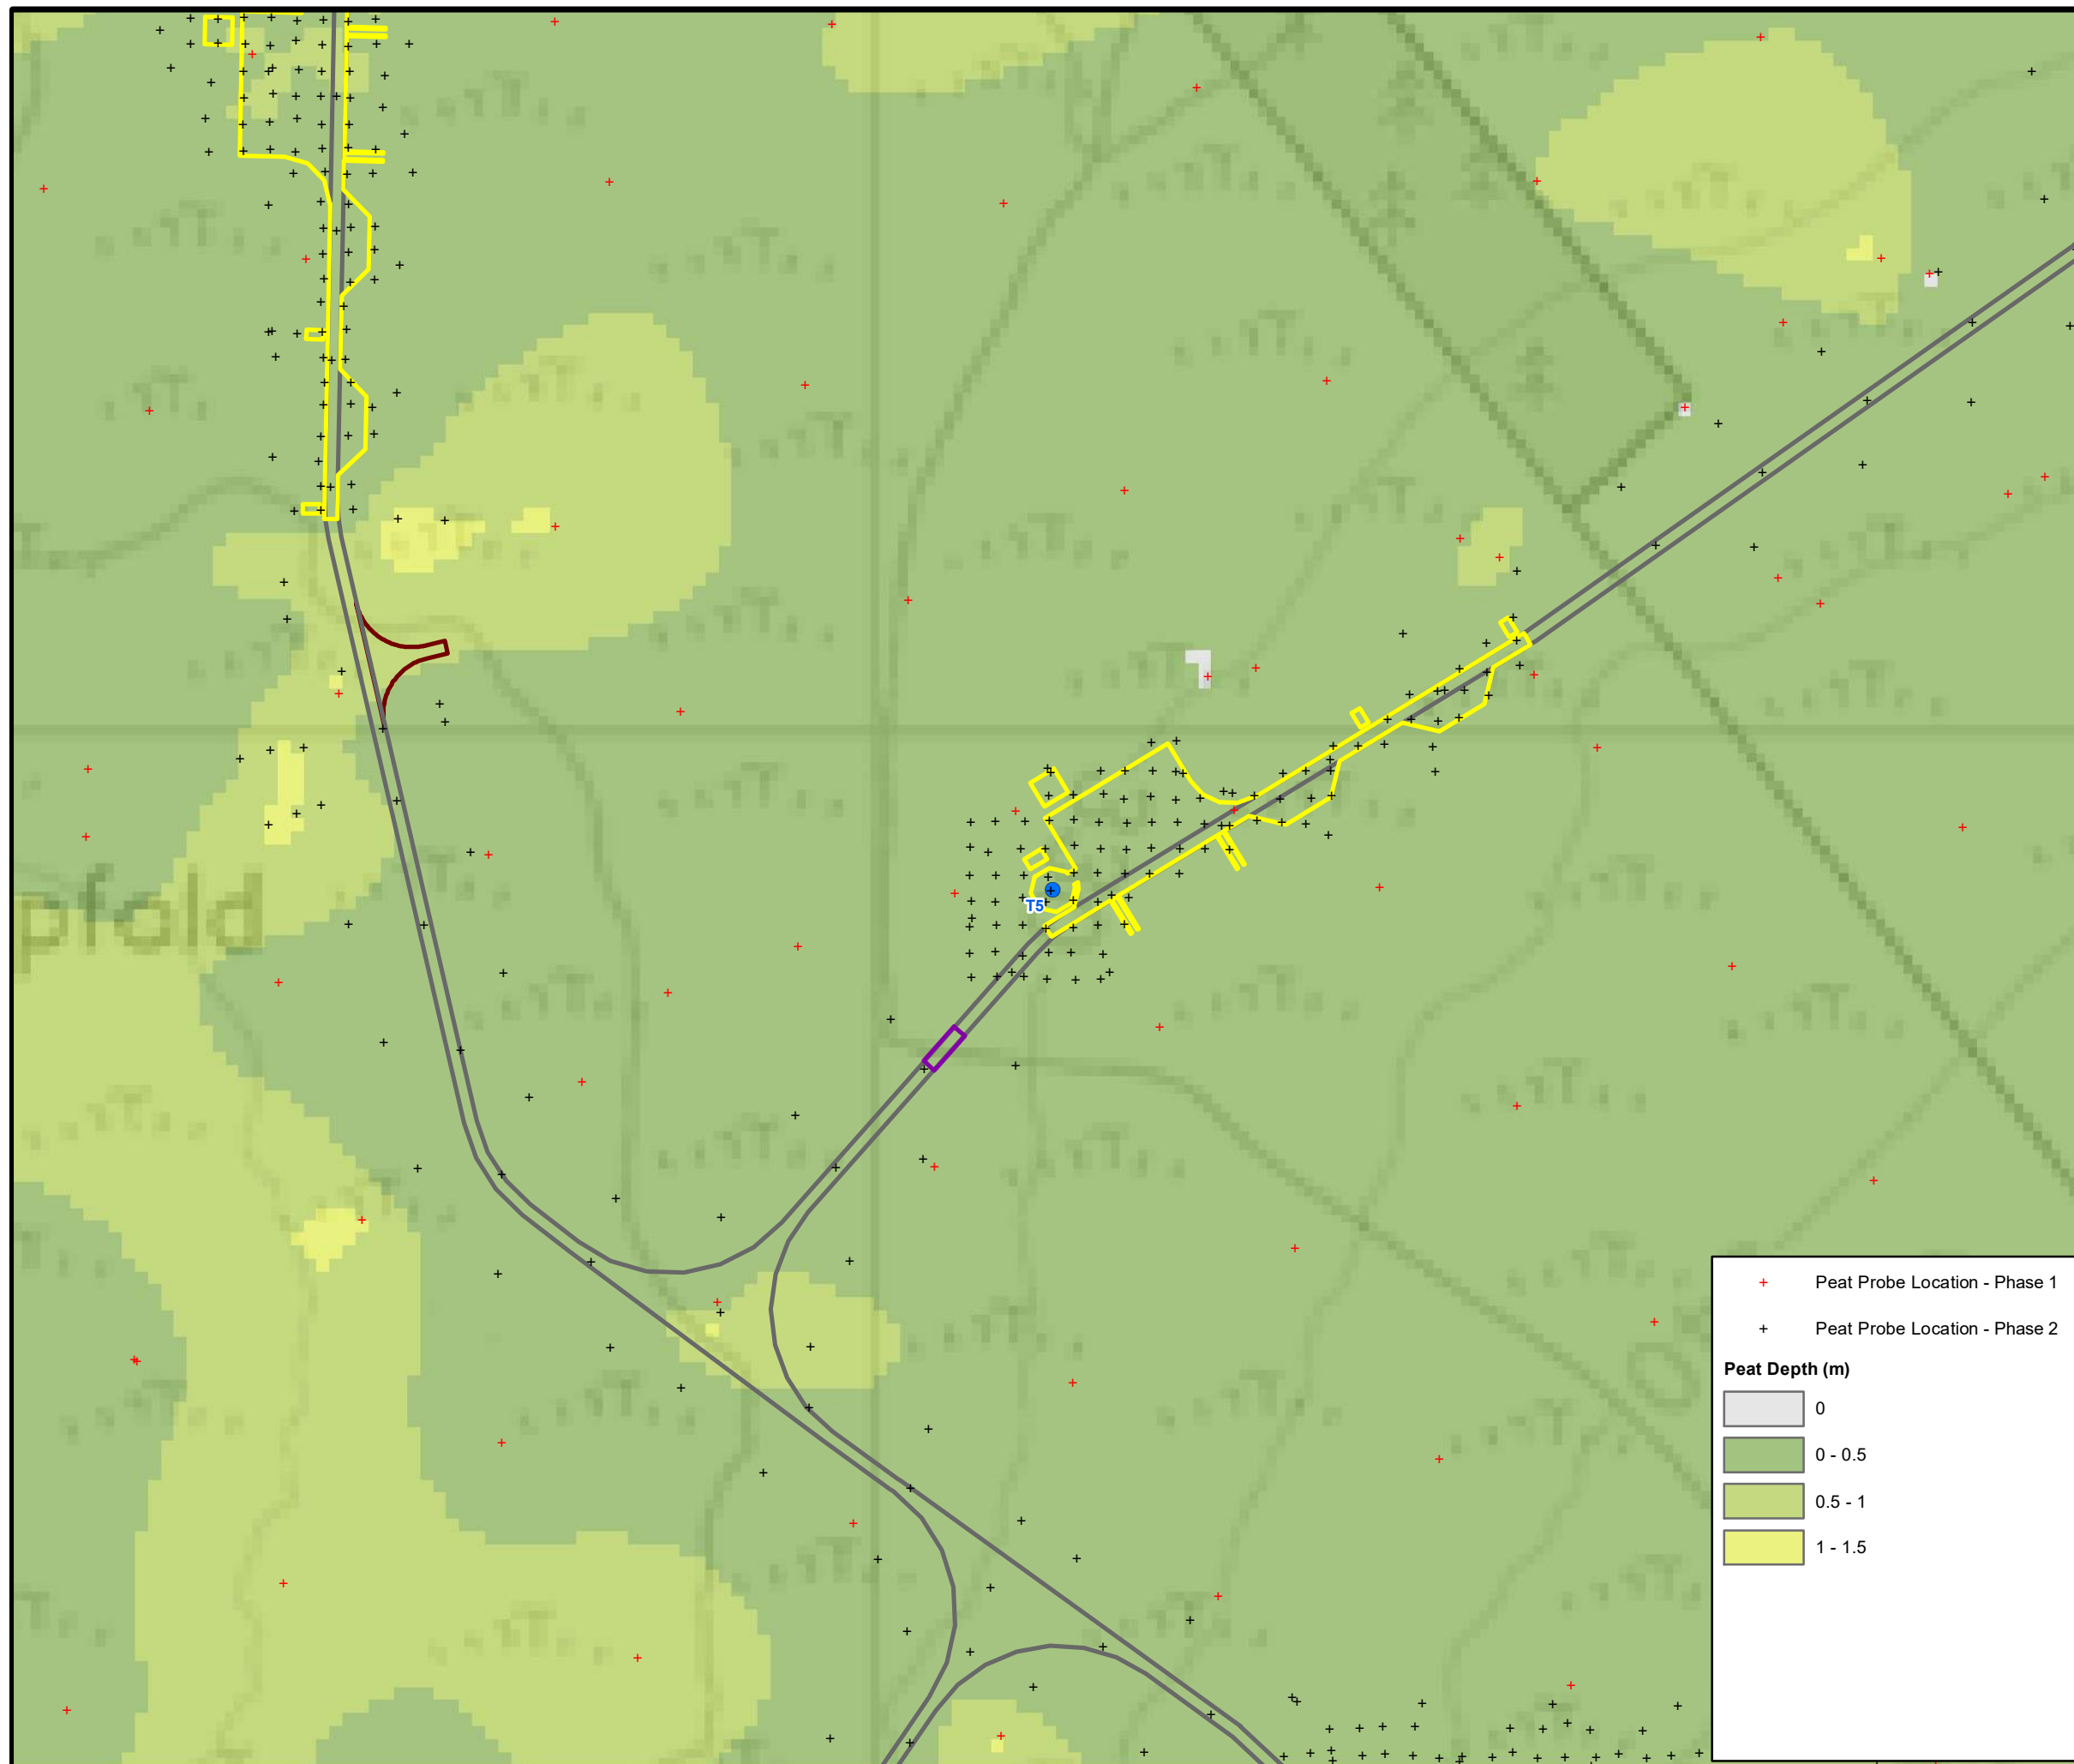 pfold
T5
Peat Probe Location - Phase 1
Peat Probe Location - Phase 2
Peat Depth (m)
0
0 - 0.5
0.5 - 1
1 - 1.5